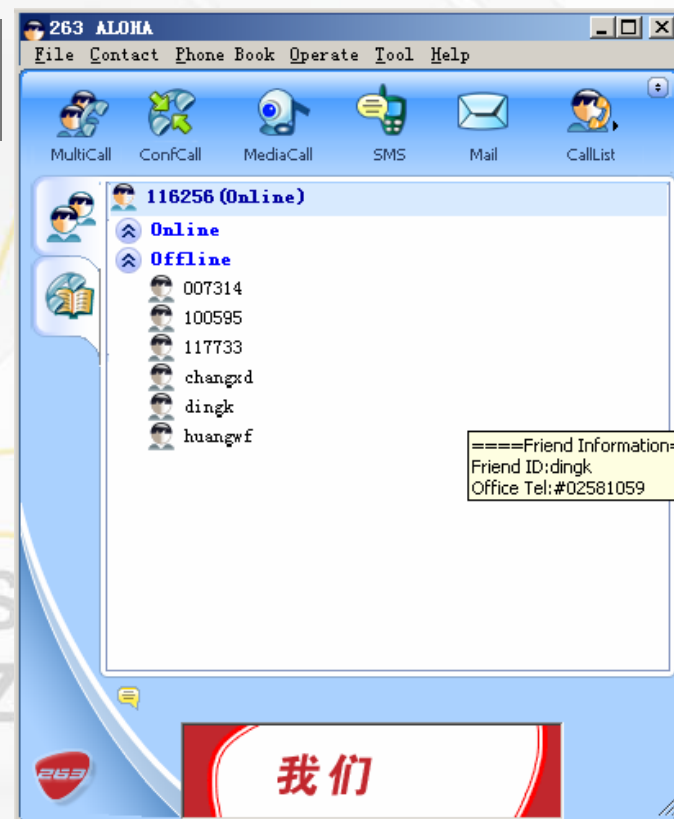 263 ALOHA
File Contact Phone Book Operate Tool Help
MultiCall ConfCall MediaCall SMS Mail CallList
116256(Online)
Online
Offline
007314
100595
117733
changxd
dingk
huangwf
====Friend Information=
Friend ID:dingk
Office Tel:#02581059
263
我们